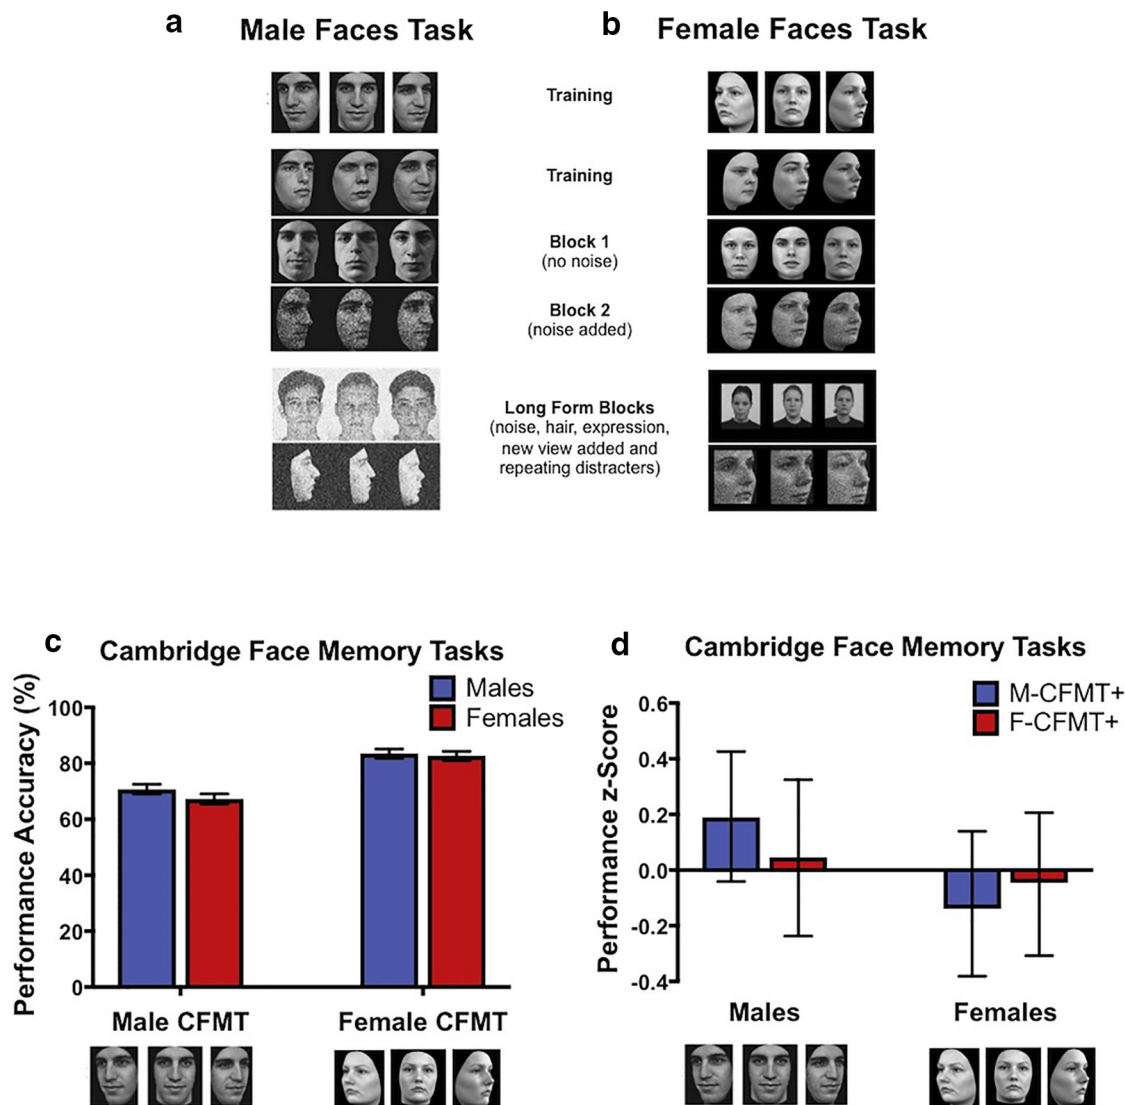 a
Male Faces Task
b
Female Faces Task
Training
Training
Block 1
(no noise)
Block 2
(noise added)
Long Form Blocks
(noise, hair, expression,
new view added and
repeating distracters)
c
Cambridge Face Memory Tasks
Males
Females
Performance Accuracy (%)
100
80
60
40
20
0
Male CFMT
Female CFMT
d
Cambridge Face Memory Tasks
M-CFMT+
F-CFMT+
Performance z-Score
0.6
0.4
0.2
0.0
-0.2
-0.4
Males
Females